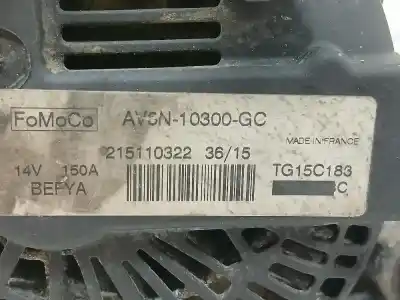 FoMoCo AV6N-10300-GC
MADE IN FRANCE
215110322 36/15
14V 150A TG15C183
BEFYA C